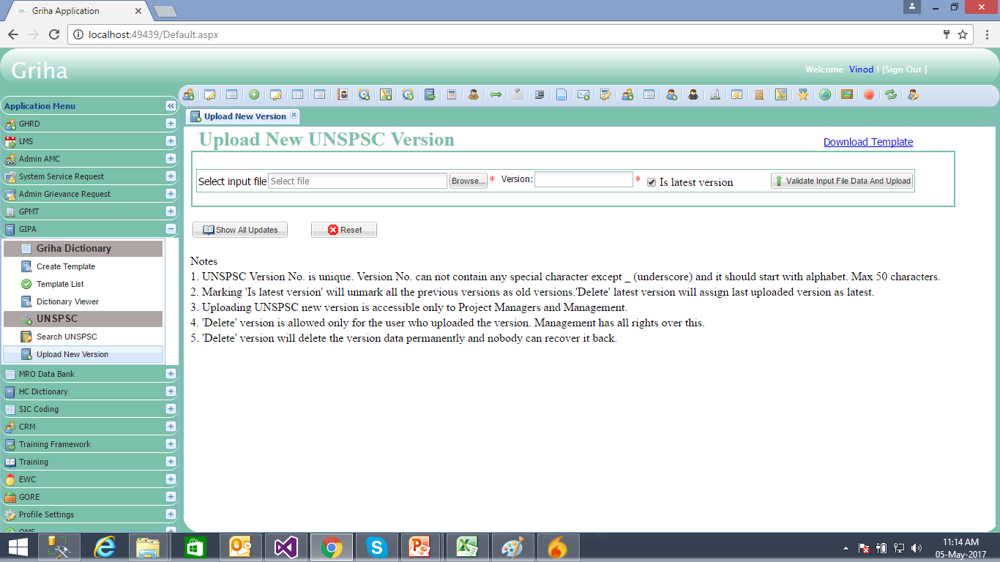 Griha Application
localhost:49439/Default.aspx
Griha
Welcome Vinod ! [Sign Out ]
Application Menu
GHRD
LMS
Admin AMC
System Service Request
Admin Grievance Request
GPMT
GIPA
Griha Dictionary
Create Template
Template List
Dictionary Viewer
UNSPSC
Search UNSPSC
Upload New Version
MRO Data Bank
HC Dictionary
SIC Coding
CRM
Training Framework
Training
EWC
GORE
Profile Settings
OMS
Upload New Version
Upload New UNSPSC Version
Download Template
Select input file Select file Browse... * Version: * Is latest version Validate Input File Data And Upload
Show All Updates Reset
Notes
1. UNSPSC Version No. is unique. Version No. can not contain any special character except _ (underscore) and it should start with alphabet. Max 50 characters.
2. Marking 'Is latest version' will unmark all the previous versions as old versions.'Delete' latest version will assign last uploaded version as latest.
3. Uploading UNSPSC new version is accessible only to Project Managers and Management.
4. 'Delete' version is allowed only for the user who uploaded the version. Management has all rights over this.
5. 'Delete' version will delete the version data permanently and nobody can recover it back.
11:14 AM
05-May-2017